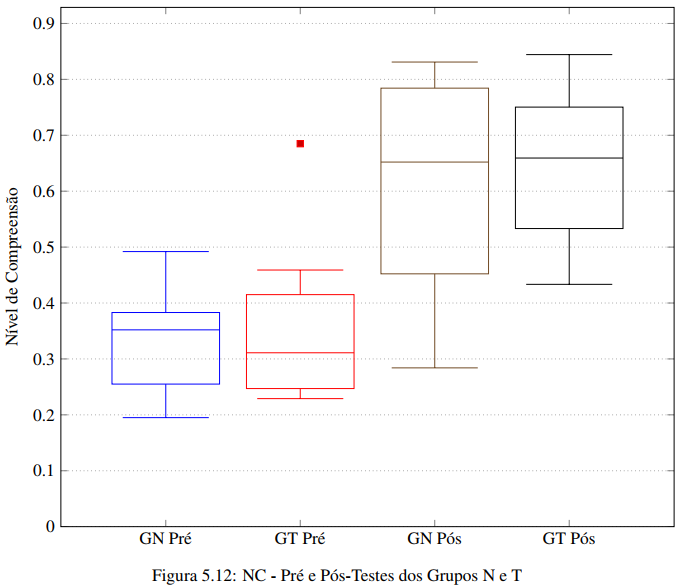 0.9
0.8
0.7
0.6
0.5
0.4
0.3
0.2
0.1
0
Nível de Compreensão
GN Pré
GT Pré
GN Pós
GT Pós
Figura 5.12: NC - Pré e Pós-Testes dos Grupos N e T